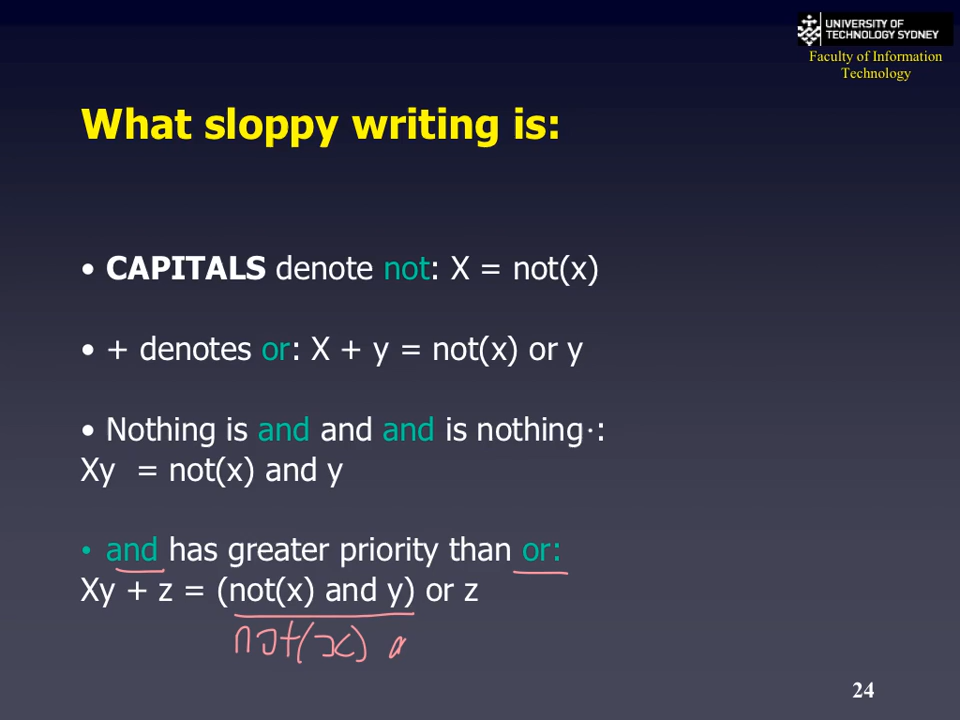 UNIVERSITY OF
TECHNOLOGY SYDNEY
Faculty of Information
Technology
What sloppy writing is:
• CAPITALS denote not: X = not(x)
• + denotes or: X + y = not(x) or y
• Nothing is and and and is nothing·:
Xy = not(x) and y
• and has greater priority than or:
Xy + z = (not(x) and y) or z
not(x) a
24